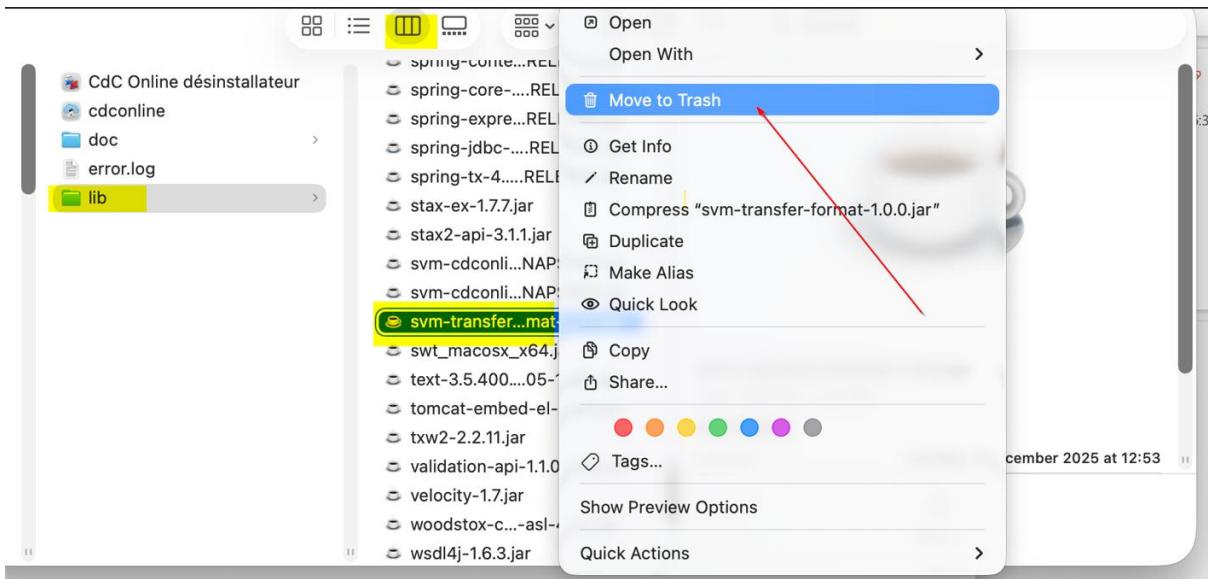 CdC Online désinstallateur
cdconline
doc
error.log
lib
spring-conte...REL
spring-core-....REL
spring-expre...REL
spring-jdbc-....REL
spring-tx-4.....RELE
stax-ex-1.7.7.jar
stax2-api-3.1.1.jar
svm-cdconli...NAPS
svm-cdconli...NAPS
svm-transfer...mat-
swt_macosx_x64.j
text-3.5.400....05-1
tomcat-embed-el-
txw2-2.2.11.jar
validation-api-1.1.0
velocity-1.7.jar
woodstox-c...-asl-4
wsdl4j-1.6.3.jar
Open
Open With
Move to Trash
Get Info
Rename
Compress “svm-transfer-format-1.0.0.jar”
Duplicate
Make Alias
Quick Look
Copy
Share...
Tags...
Show Preview Options
Quick Actions
cember 2025 at 12:53